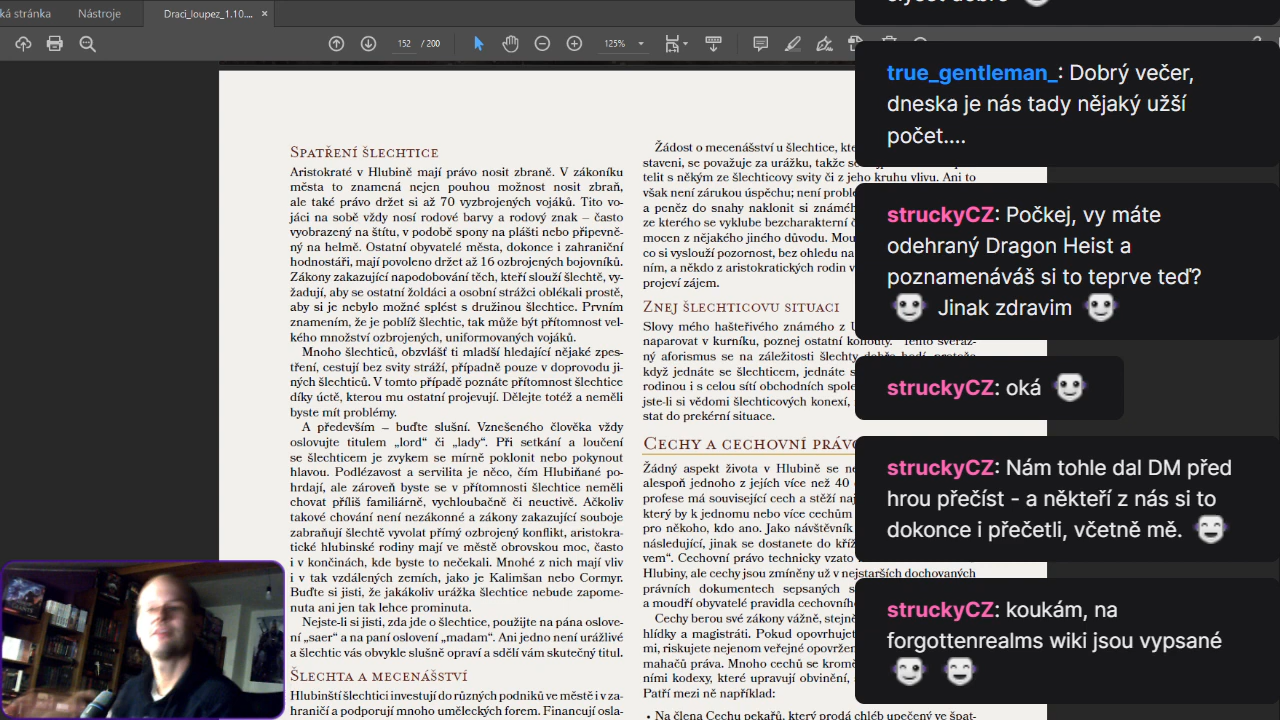 ká stránka
Nástroje
Draci_loupez_1.10....
×
152 / 200
125%
Spatření šlechtice
Aristokraté v Hlubině mají právo nosit zbraně. V zákoníku
města to znamená nejen pouhou možnost nosit zbraň,
ale také právo držet si až 70 vyzbrojených vojáků. Tito vo-
jáci na sobě vždy nosí rodové barvy a rodový znak – často
vyobrazený na štítu, v podobě spony na plášti nebo připevně-
ný na helmě. Ostatní obyvatelé města, dokonce i zahraniční
hodnostáři, mají povoleno držet až 16 ozbrojených bojovníků.
Zákony zakazující napodobování těch, kteří slouží šlechtě, vy-
žadují, aby se ostatní žoldáci a osobní strážci oblékali prostě,
aby si je nebylo možné splést s družinou šlechtice. Prvním
znamením, že je poblíž šlechtic, tak může být přítomnost vel-
kého množství ozbrojených, uniformovaných vojáků.
Mnoho šlechticů, obzvlášť ti mladší hledající nějaké zpes-
tření, cestují bez svity stráží, případně pouze v doprovodu ji-
ných šlechticů. V tomto případě poznáte přítomnost šlechtice
díky úctě, kterou mu ostatní projevují. Dělejte totéž a neměli
byste mít problémy.
A především – buďte slušní. Vznešeného člověka vždy
oslovujte titulem „lord“ či „lady“. Při setkání a loučení
se šlechticem je zvykem se mírně poklonit nebo pokynout
hlavou. Podlézavost a servilita je něco, čím Hlubiňané po-
hrdají, ale zároveň byste se v přítomnosti šlechtice neměli
chovat příliš familiárně, vychloubačně či neuctivě. Ačkoliv
takové chování není nezákonné a zákony zakazující souboje
zabraňují šlechtě vyvolat přímý ozbrojený konflikt, aristokra-
tické hlubinské rodiny mají ve městě obrovskou moc, často
i v končinách, kde byste to nečekali. Mnohé z nich mají vliv
i v tak vzdálených zemích, jako je Kalimšan nebo Cormyr.
Buďte si jisti, že jakákoliv urážka šlechtice nebude zapome-
nuta ani jen tak lehce prominuta.
Nejste-li si jisti, zda jde o šlechtice, použijte na pána oslove-
ní „saer“ a na paní oslovení „madam“. Ani jedno není urážlivé
a šlechtic vás obvykle slušně opraví a sdělí vám skutečný titul.
Šlechta a mecenášství
Hlubinští šlechtici investují do různých podniků ve městě i v za-
hraničí a podporují mnoho uměleckých forem. Financují osla-
Žádost o mecenášství u šlechtice, kte
staveni, se považuje za urážku, takže se
telit s někým ze šlechticovy svity či z jeho kruhu vlivu. Ani to
však není zárukou úspěchu; není probl
a peněz do snahy naklonit si známéh
ze kterého se vyklube bezcharakterní
mocen z nějakého jiného důvodu. Mou
co si vyslouží pozornost, bez ohledu na
ním, a někdo z aristokratických rodin v
projeví zájem.
Znej šlechticovu situaci
Slovy mého hašteřivého známého z
naparovat v kurníku, poznej ostatní kohouty.“ Tento svéráz-
ný aforismus se na záležitosti šlechty dobře hodí, protože
když jednáte se šlechticem, jednáte s
rodinou i s celou sítí obchodních spole
jste-li si vědomi šlechticových konexí,
stat do prekérní situace.
Cechy a cechovní právo
Žádný aspekt života v Hlubině se ne
alespoň jednoho z jejích více než 40
profese má související cech a stěží naj
který by k jednomu nebo více cechům
pro někoho, kdo ano. Jako návštěvník
následující, jinak se dostanete do kříž
vem“. Cechovní právo technicky vzato
Hlubiny, ale cechy jsou zmíněny už v nejstarších dochovaných
právních dokumentech sepsaných s
a moudří obyvatelé pravidla cechovního
Cechy berou své zákony vážně, stejně
hlídky a magistráti. Pokud opovrhujet
mi, riskujete nejenom veřejné opovržen
mahačů práva. Mnoho cechů se kromě
ními kodexy, které upravují obvinění,
Patří mezi ně například:
• Na člena Cechu pekařů, který prodá chléb upečený ve špat-
true_gentleman_: Dobrý večer,
dneska je nás tady nějaký užší
počet....
struckyCZ: Počkej, vy máte
odehraný Dragon Heist a
poznamenáváš si to teprve teď?
Jinak zdravim
struckyCZ: oká
struckyCZ: Nám tohle dal DM před
hrou přečíst - a někteří z nás si to
dokonce i přečetli, včetně mě.
struckyCZ: koukám, na
forgottenrealms wiki jsou vypsané